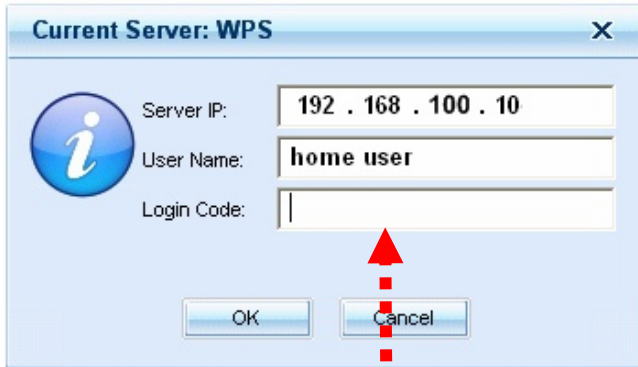 Current Server: WPS X
Server IP: 192 . 168 . 100 . 10
User Name: home user
Login Code:
OK Cancel